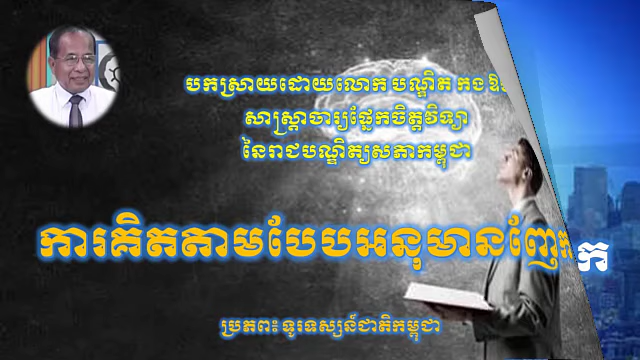 បកស្រាយដោយលោក បណ្ឌិត កង
សាស្ត្រាចារ្យផ្នែកចិត្តវិទ្យា
នៃរាជបណ្ឌិត្យសភាកម្ពុជា
ការគិតតាមបែបអនុមានញែក
ប្រភព៖ ទូរទស្សន៍ជាតិកម្ពុជា